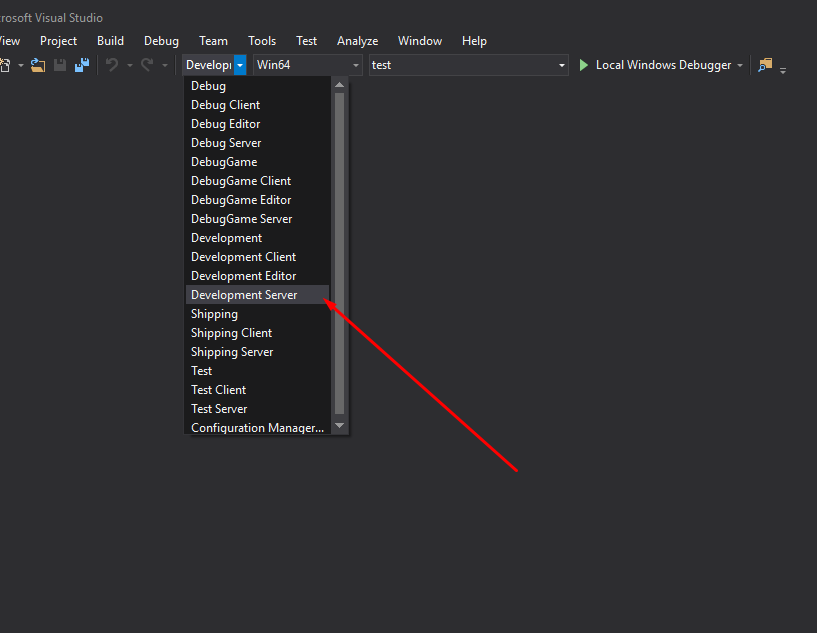 rosoft Visual Studio
View Project Build Debug Team Tools Test Analyze Window Help
Develop Win64 test Local Windows Debugger
Debug
Debug Client
Debug Editor
Debug Server
DebugGame
DebugGame Client
DebugGame Editor
DebugGame Server
Development
Development Client
Development Editor
Development Server
Shipping
Shipping Client
Shipping Server
Test
Test Client
Test Server
Configuration Manager...